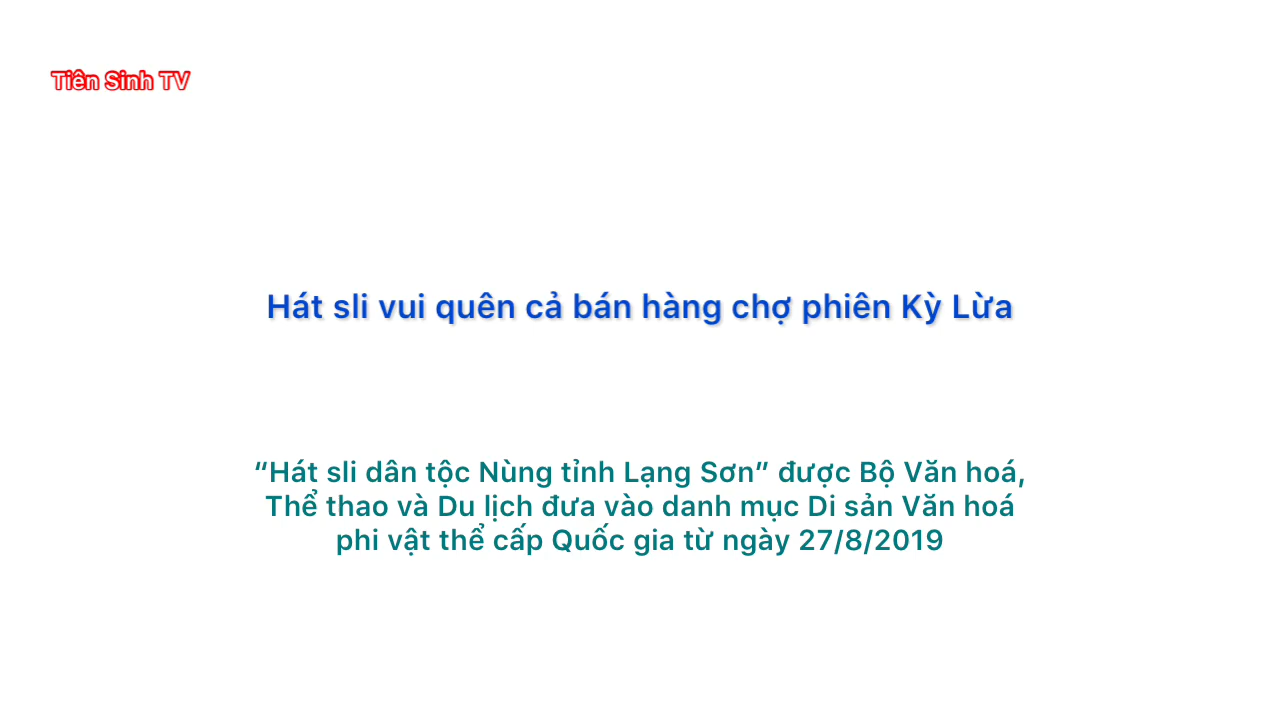 Tiên Sinh TV
Hát sli vui quên cả bán hàng chợ phiên Kỳ Lừa
“Hát sli dân tộc Nùng tỉnh Lạng Sơn” được Bộ Văn hoá,
Thể thao và Du lịch đưa vào danh mục Di sản Văn hoá
phi vật thể cấp Quốc gia từ ngày 27/8/2019